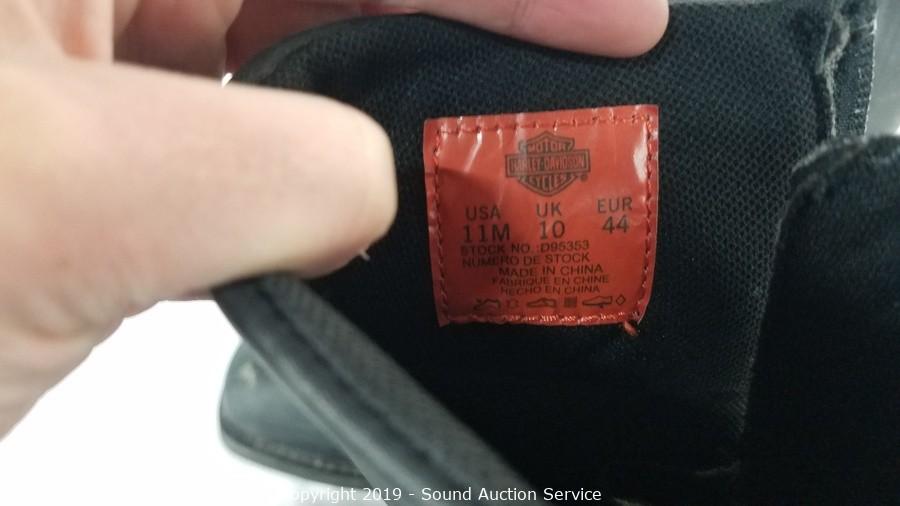 MOTOR
HARLEY-DAVIDSON
CYCLES
®
USA UK EUR
11M 10 44
STOCK NO.:D95353
NUMERO DE STOCK
MADE IN CHINA
FABRIQUE EN CHINE
HECHO EN CHINA
Copyright 2019 - Sound Auction Service